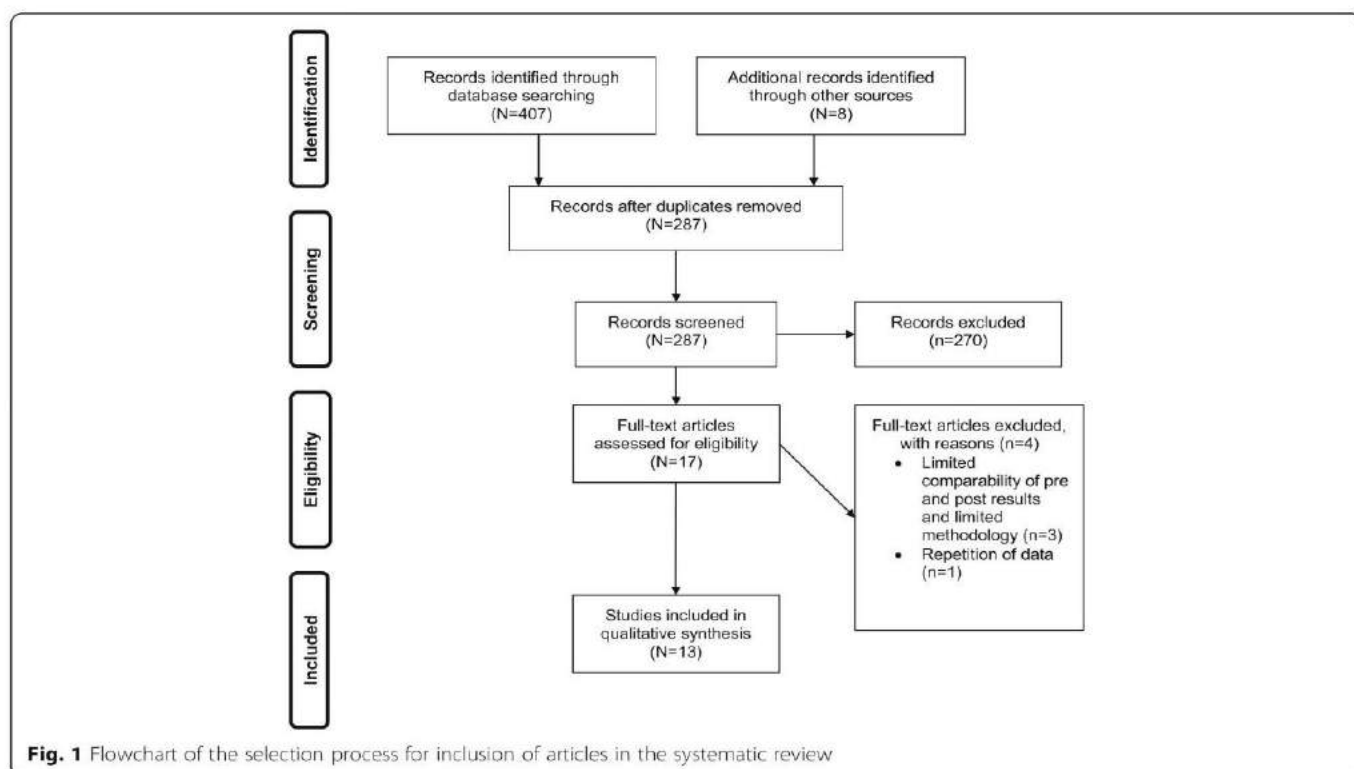 Identification
Records identified through
database searching
(N=407)
Additional records identified
through other sources
(N=8)
Records after duplicates removed
(N=287)
Screening
Records screened
(N=287)
Records excluded
(n=270)
Eligibility
Full-text articles
assessed for eligibility
(N=17)
Full-text articles excluded,
with reasons (n=4)
• Limited
comparability of pre
and post results
and limited
methodology (n=3)
• Repetition of data
(n=1)
Included
Studies included in
qualitative synthesis
(N=13)
Fig. 1 Flowchart of the selection process for inclusion of articles in the systematic review